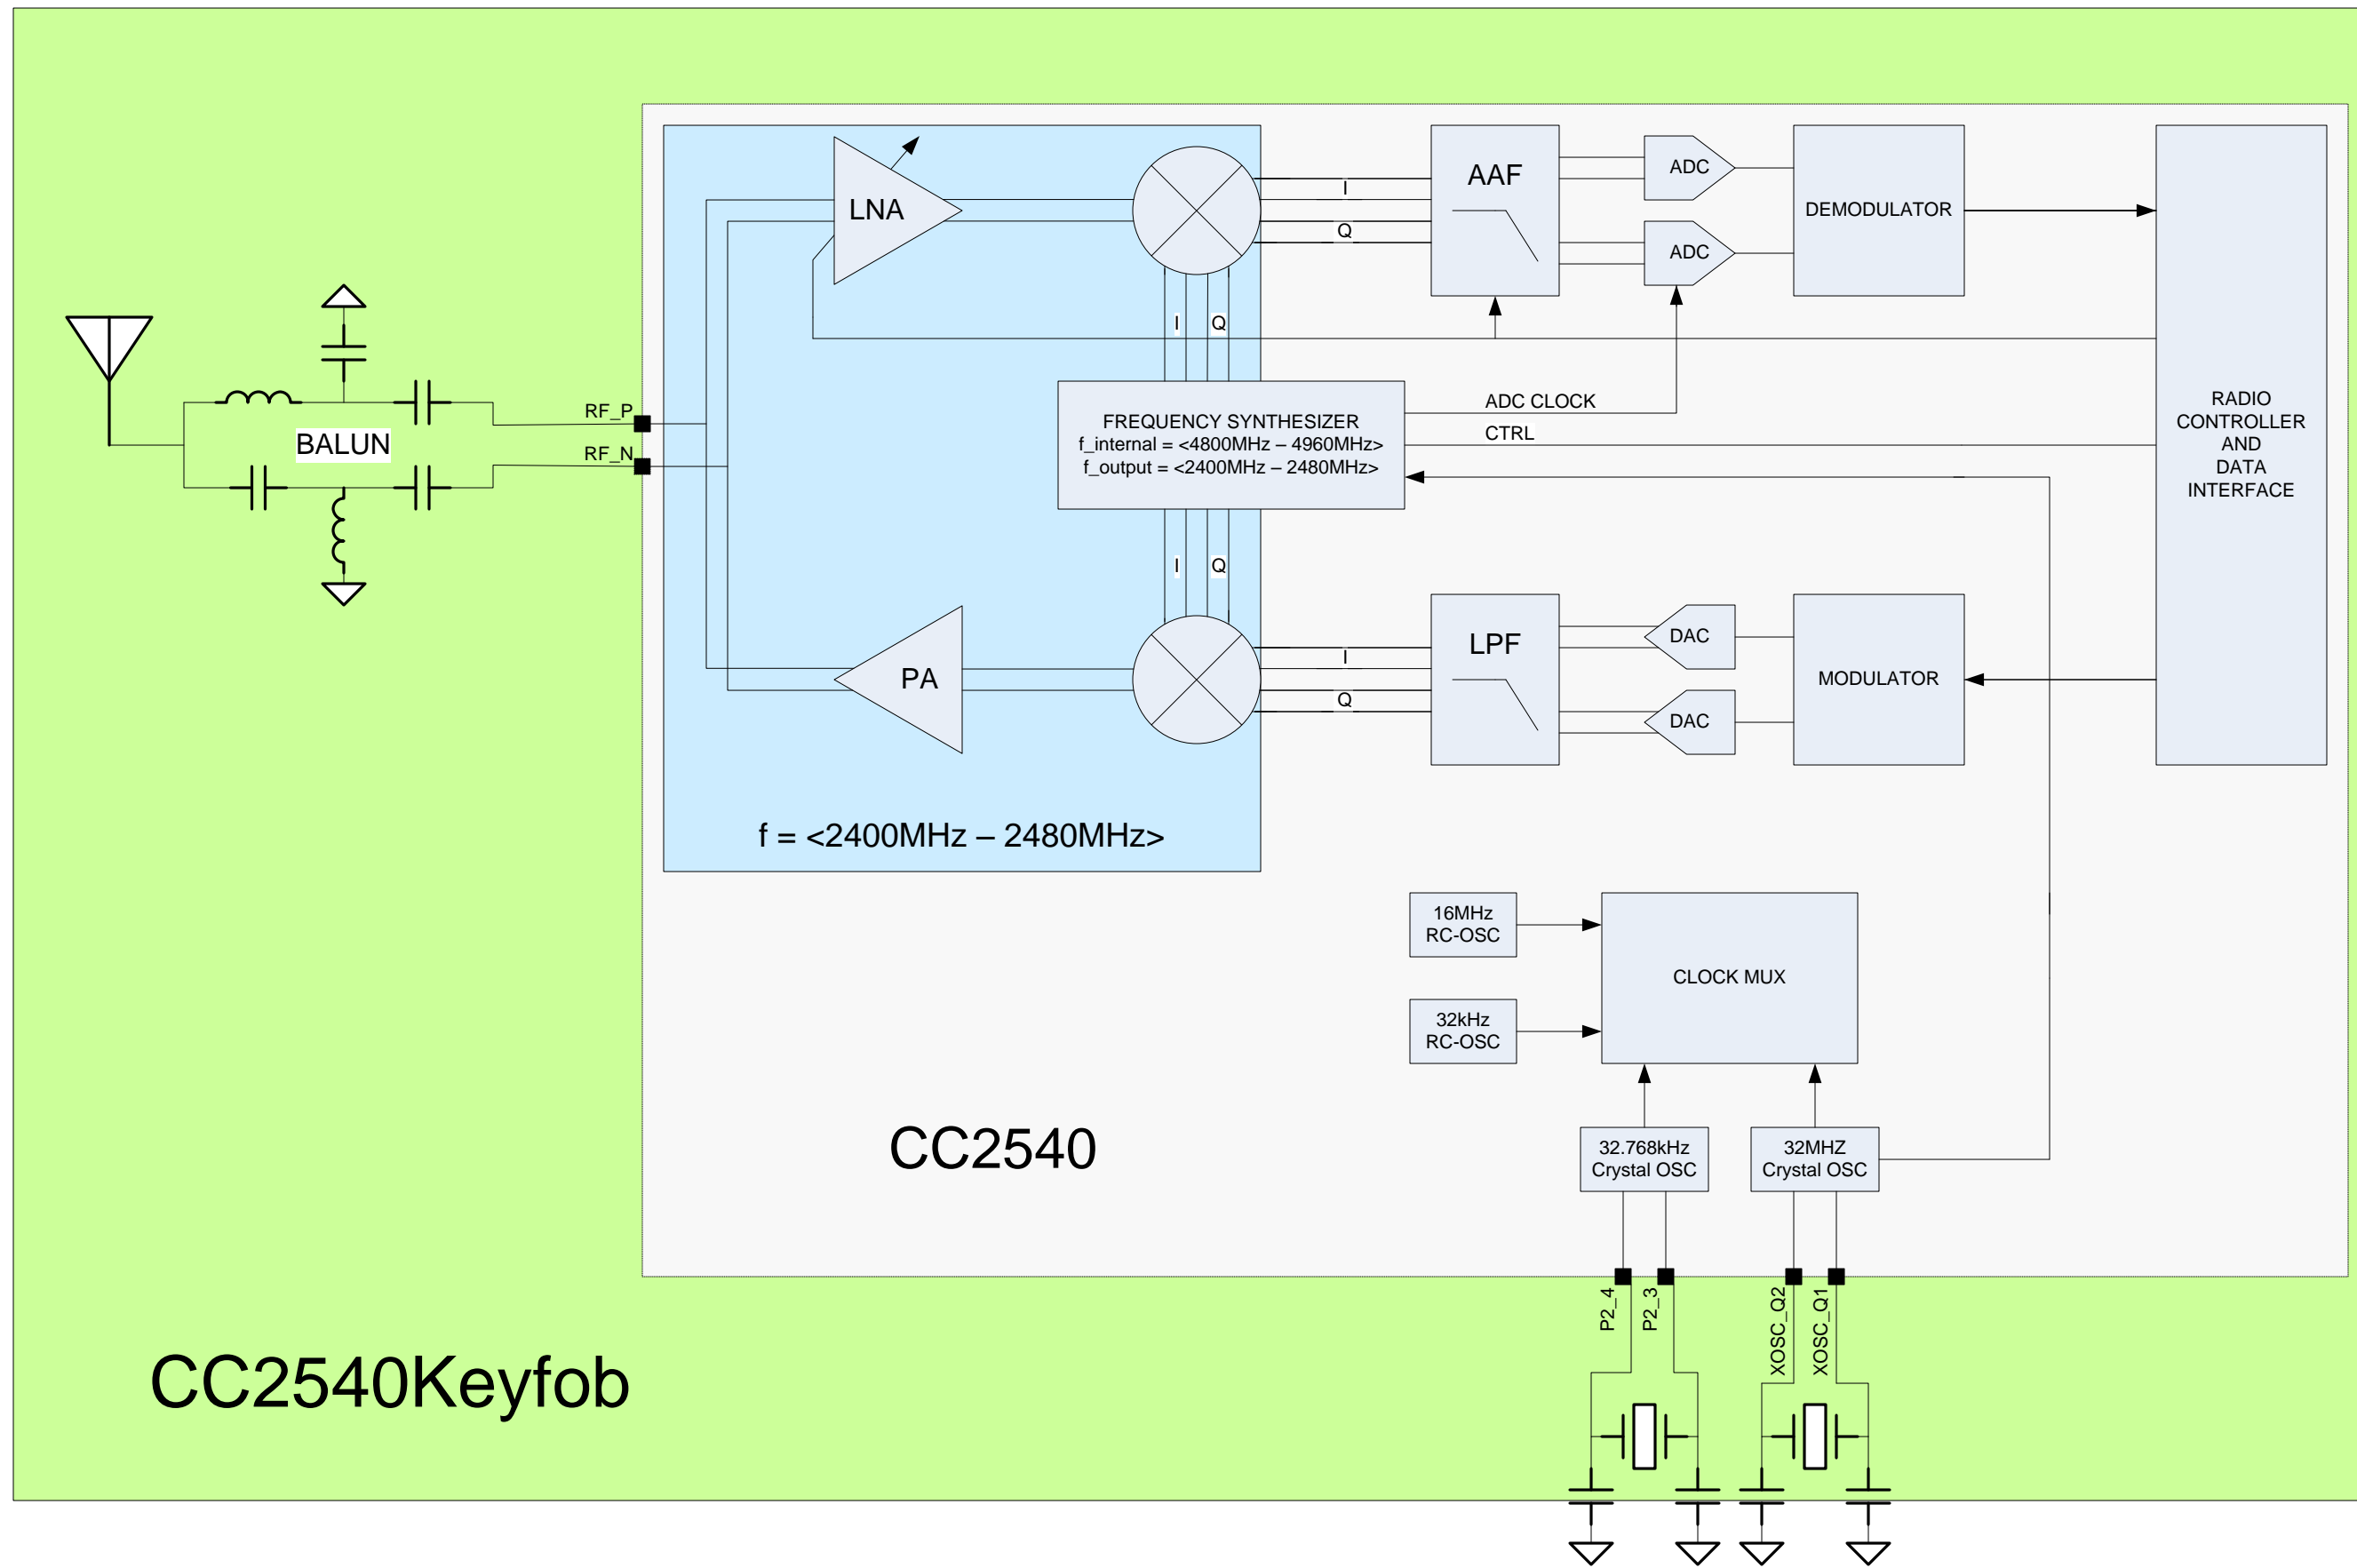 LNA
I
Q
AAF
ADC
ADC
DEMODULATOR
I
Q
BALUN
RF_P
RF_N
FREQUENCY SYNTHESIZER
f_internal = <4800MHz – 4960MHz>
f_output = <2400MHz – 2480MHz>
ADC CLOCK
CTRL
RADIO
CONTROLLER
AND
DATA
INTERFACE
I
Q
PA
I
Q
LPF
DAC
DAC
MODULATOR
f = <2400MHz – 2480MHz>
16MHz
RC-OSC
32kHz
RC-OSC
CLOCK MUX
CC2540
32.768kHz
Crystal OSC
32MHZ
Crystal OSC
P2_4
P2_3
XOSC_Q2
XOSC_Q1
CC2540Keyfob